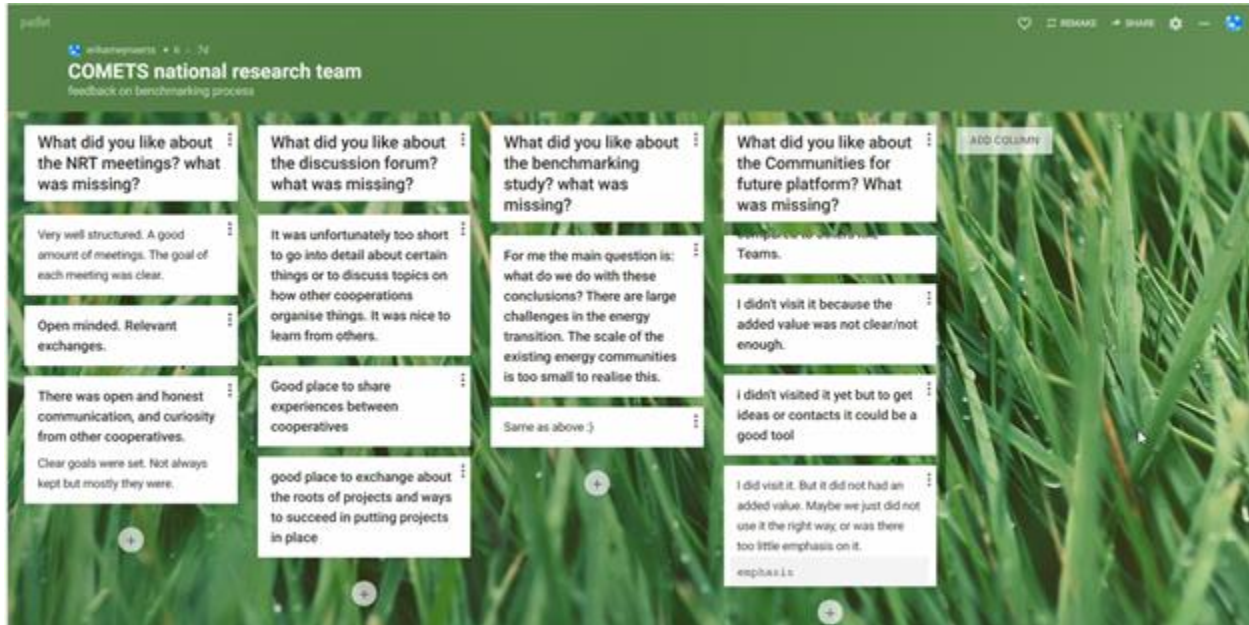 padlet
REMAKE
SHARE
6
7d
COMETS national research team
feedback on benchmarking process
What did you like about
the NRT meetings? what
was missing?
Very well structured. A good
amount of meetings. The goal of
each meeting was clear.
Open minded. Relevant
exchanges.
There was open and honest
communication, and curiosity
from other cooperatives.
Clear goals were set. Not always
kept but mostly they were.
What did you like about
the discussion forum?
what was missing?
It was unfortunately too short
to go into detail about certain
things or to discuss topics on
how other cooperations
organise things. It was nice to
learn from others.
Good place to share
experiences between
cooperatives
good place to exchange about
the roots of projects and ways
to succeed in putting projects
in place
What did you like about
the benchmarking
study? what was
missing?
For me the main question is:
what do we do with these
conclusions? There are large
challenges in the energy
transition. The scale of the
existing energy communities
is too small to realise this.
Same as above :)
What did you like about
the Communities for
future platform? What
was missing?
Teams.
I didn't visit it because the
added value was not clear/not
enough.
i didn't visited it yet but to get
ideas or contacts it could be a
good tool
I did visit it. But it did not had an
added value. Maybe we just did not
use it the right way, or was there
too little emphasis on it.
emphasis
ADD COLUMN